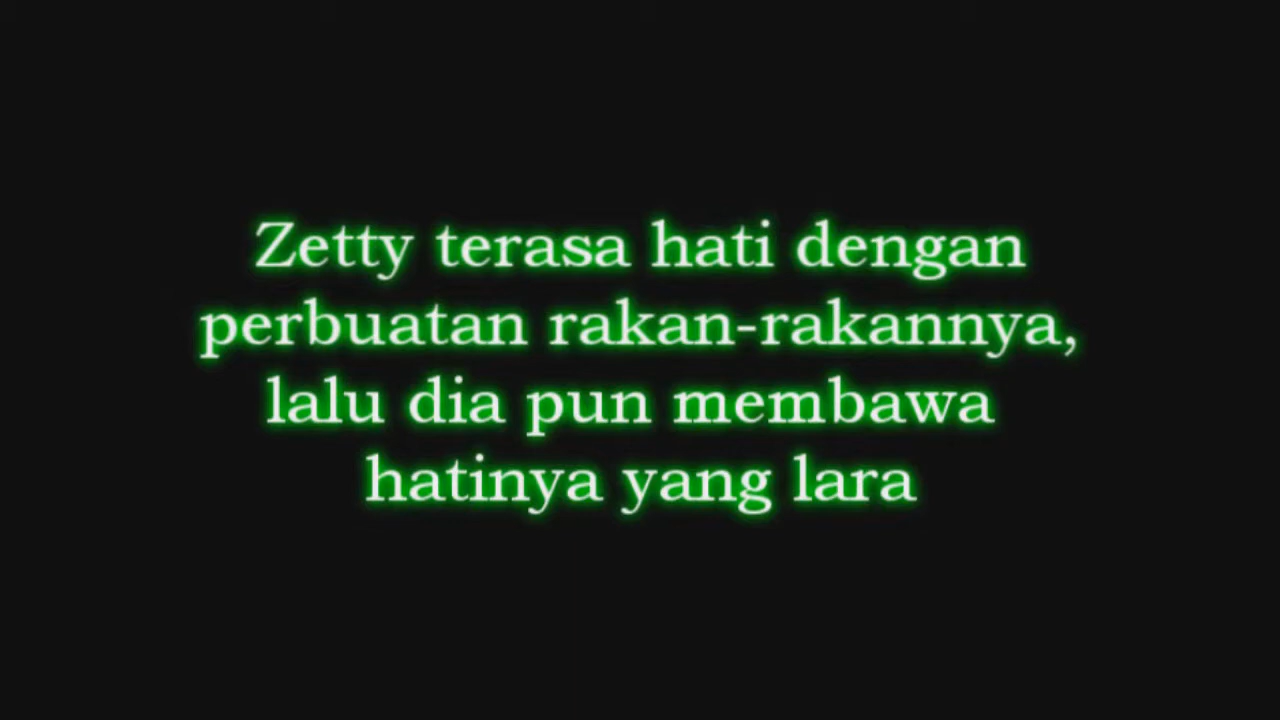 Zetty terasa hati dengan
perbuatan rakan-rakannya,
lalu dia pun membawa
hatinya yang lara